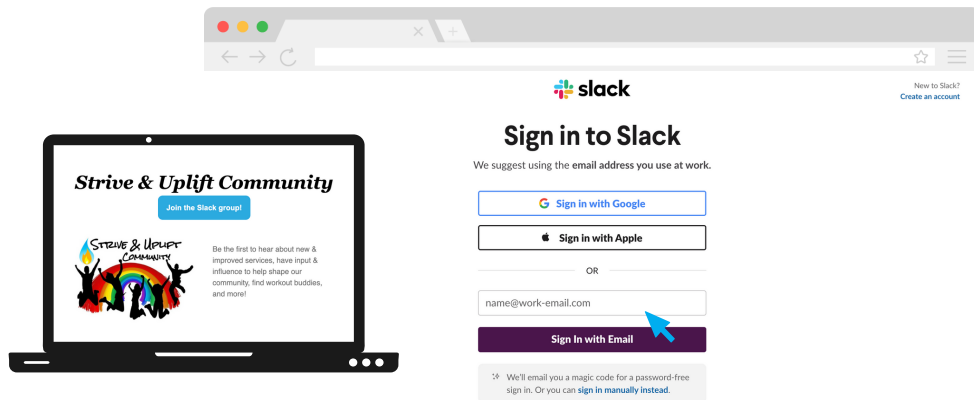 Strive & Uplift Community
Join the Slack group!
STRIVE & UPLIFT
COMMUNITY
Be the first to hear about new &
improved services, have input &
influence to help shape our
community, find workout buddies,
and more!
slack
New to Slack?
Create an account
Sign in to Slack
We suggest using the email address you use at work.
G Sign in with Google
Sign in with Apple
OR
name@work-email.com
Sign In with Email
We'll email you a magic code for a password-free
sign in. Or you can sign in manually instead.